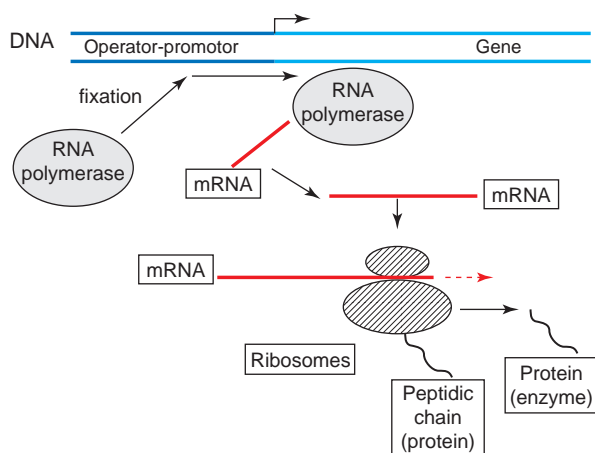 DNA
Operator-promotor
Gene
fixation
RNA
polymerase
RNA
polymerase
mRNA
mRNA
mRNA
Ribosomes
Peptidic
chain
(protein)
Protein
(enzyme)